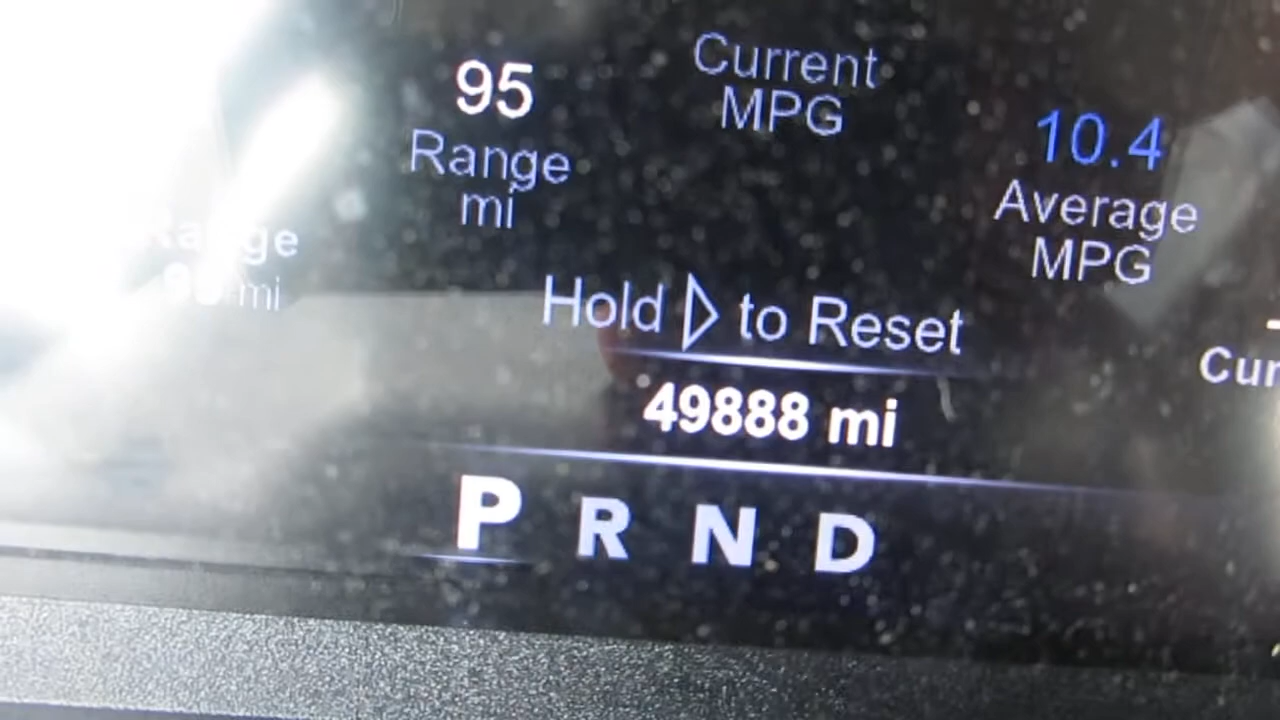 95
Range
mi
Current
MPG
10.4
Average
MPG
Range
mi
Hold ▷ to Reset
Cur
49888 mi
P R N D